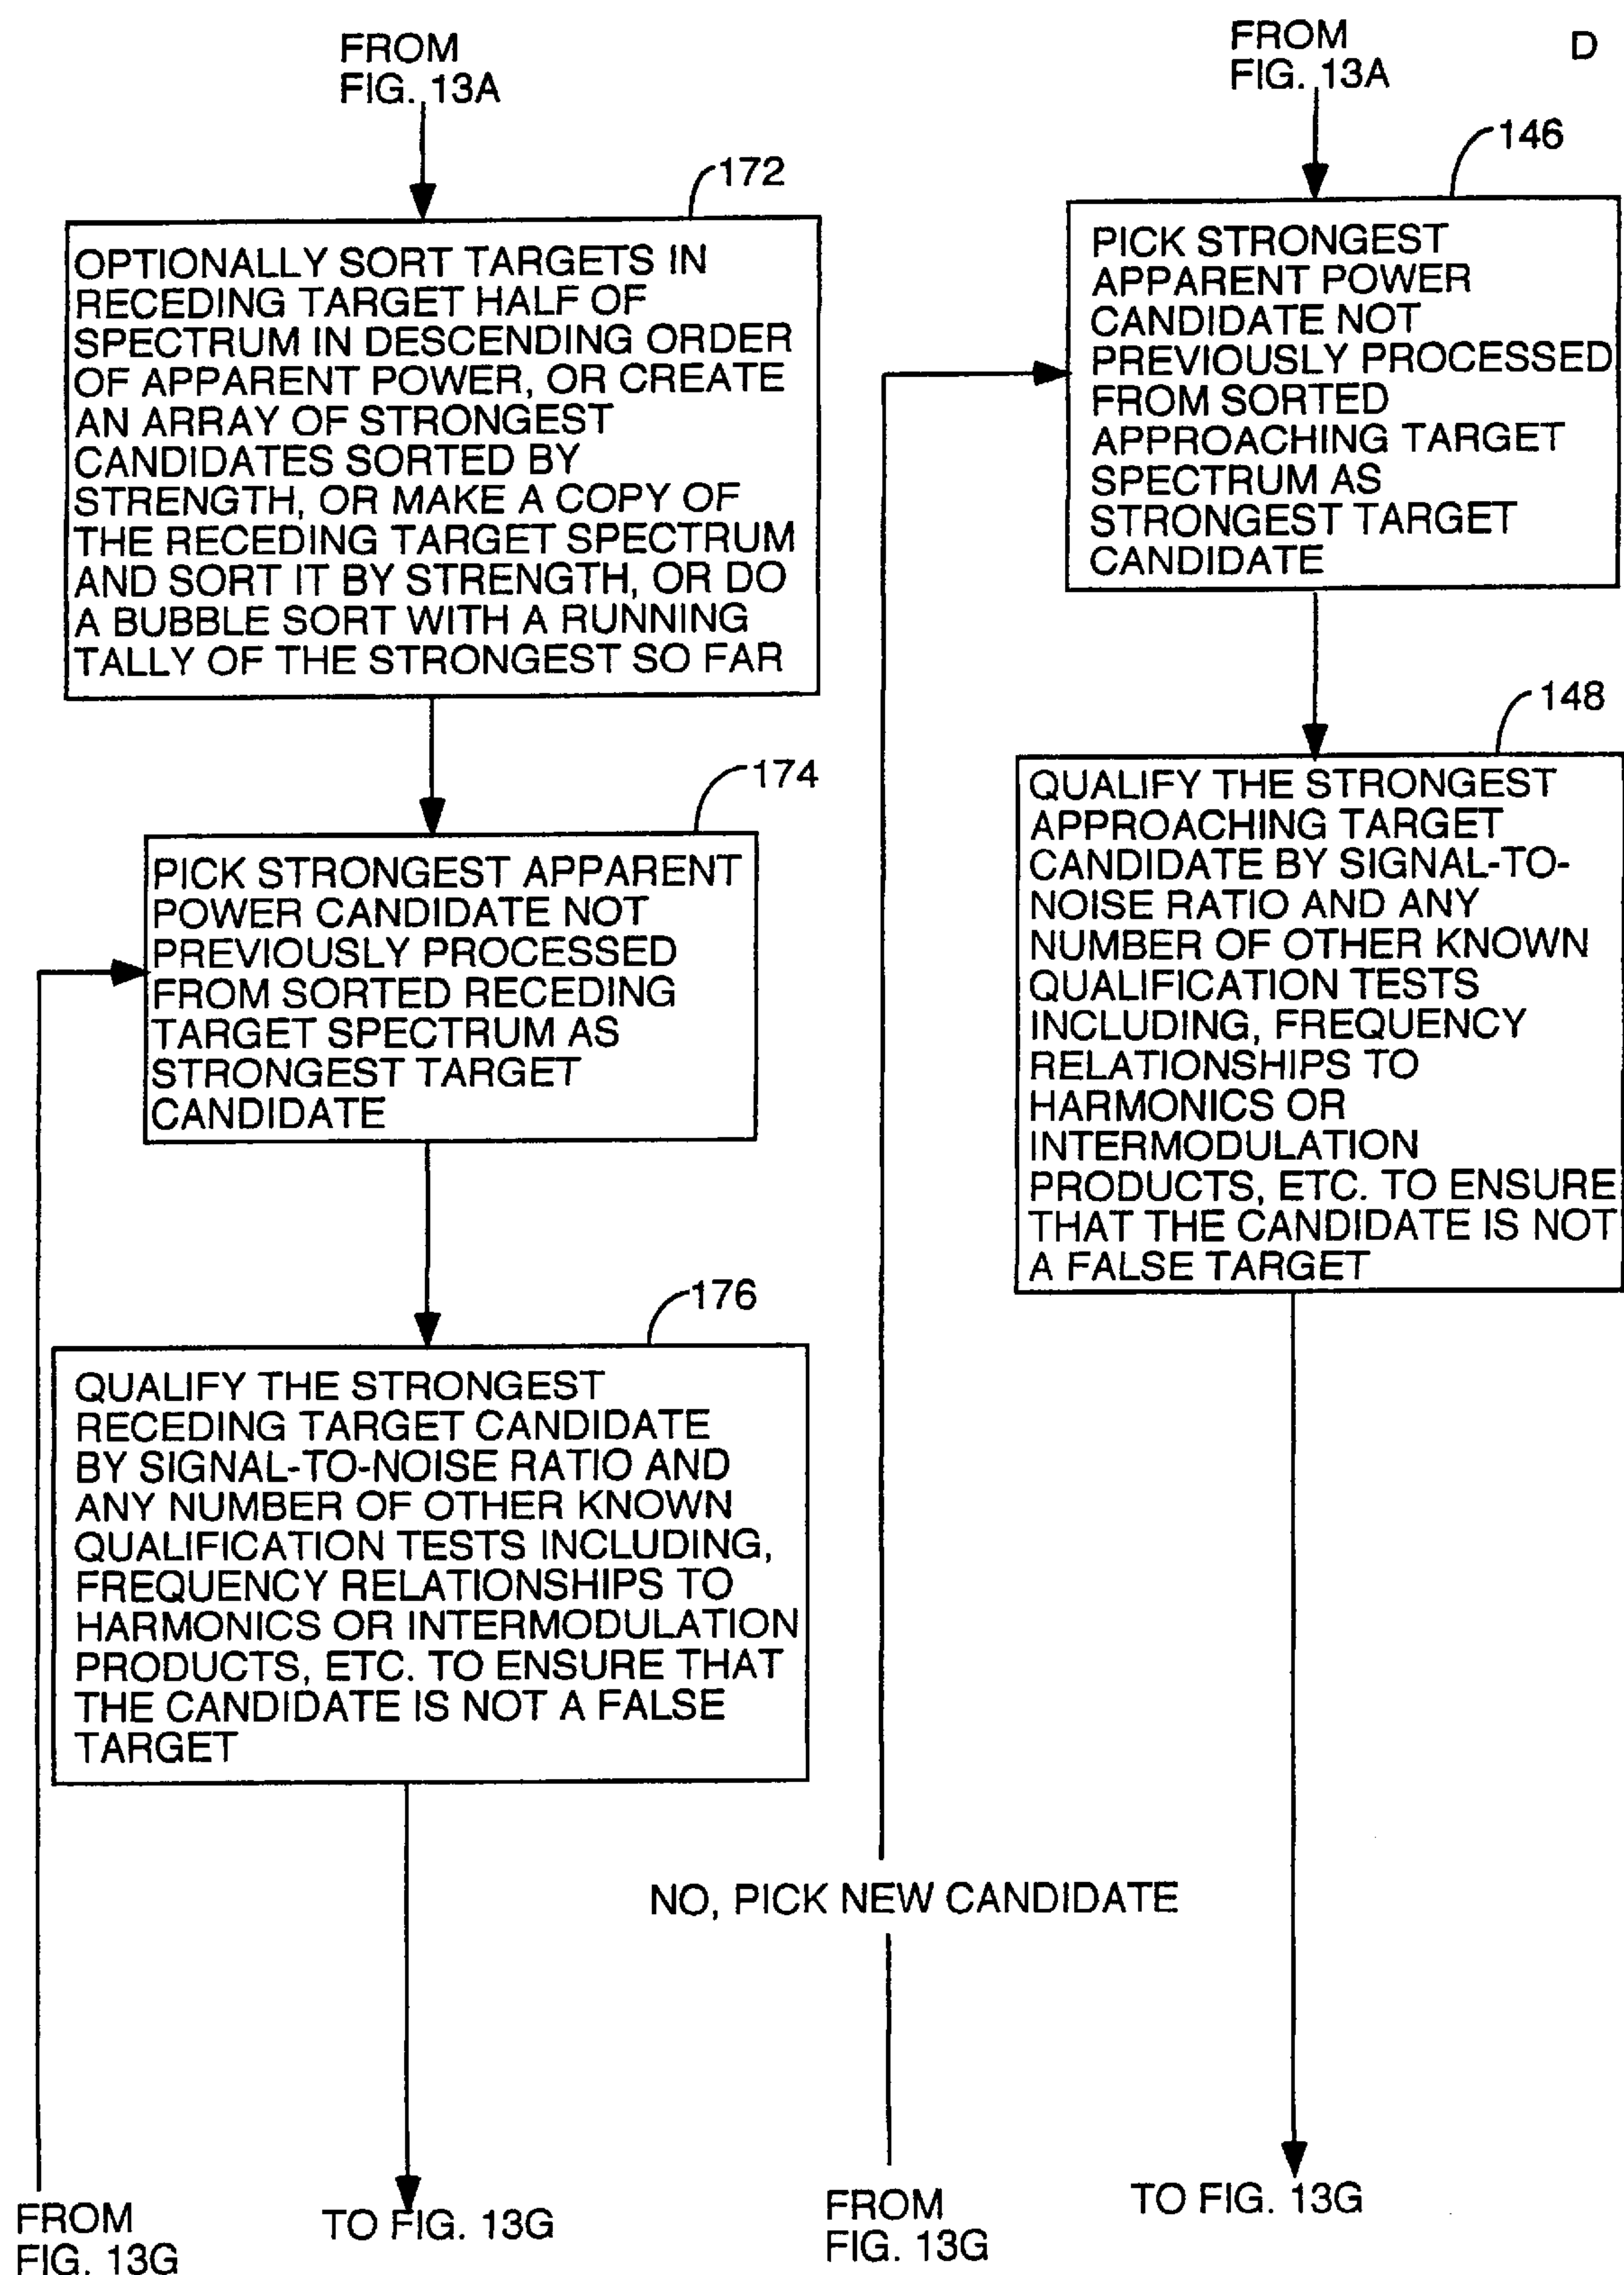 FROM
FIG. 13A
172
OPTIONALLY SORT TARGETS IN
RECEDING TARGET HALF OF
SPECTRUM IN DESCENDING ORDER
OF APPARENT POWER, OR CREATE
AN ARRAY OF STRONGEST
CANDIDATES SORTED BY
STRENGTH, OR MAKE A COPY OF
THE RECEDING TARGET SPECTRUM
AND SORT IT BY STRENGTH, OR DO
A BUBBLE SORT WITH A RUNNING
TALLY OF THE STRONGEST SO FAR
174
PICK STRONGEST APPARENT
POWER CANDIDATE NOT
PREVIOUSLY PROCESSED
FROM SORTED RECEDING
TARGET SPECTRUM AS
STRONGEST TARGET
CANDIDATE
176
QUALIFY THE STRONGEST
RECEDING TARGET CANDIDATE
BY SIGNAL-TO-NOISE RATIO AND
ANY NUMBER OF OTHER KNOWN
QUALIFICATION TESTS INCLUDING,
FREQUENCY RELATIONSHIPS TO
HARMONICS OR INTERMODULATION
PRODUCTS, ETC. TO ENSURE THAT
THE CANDIDATE IS NOT A FALSE
TARGET
FROM
FIG. 13G
TO FIG. 13G
FROM
FIG. 13A
D
146
PICK STRONGEST
APPARENT POWER
CANDIDATE NOT
PREVIOUSLY PROCESSED
FROM SORTED
APPROACHING TARGET
SPECTRUM AS
STRONGEST TARGET
CANDIDATE
148
QUALIFY THE STRONGEST
APPROACHING TARGET
CANDIDATE BY SIGNAL-TO-
NOISE RATIO AND ANY
NUMBER OF OTHER KNOWN
QUALIFICATION TESTS
INCLUDING, FREQUENCY
RELATIONSHIPS TO
HARMONICS OR
INTERMODULATION
PRODUCTS, ETC. TO ENSURE
THAT THE CANDIDATE IS NOT
A FALSE TARGET
NO, PICK NEW CANDIDATE
FROM
FIG. 13G
TO FIG. 13G